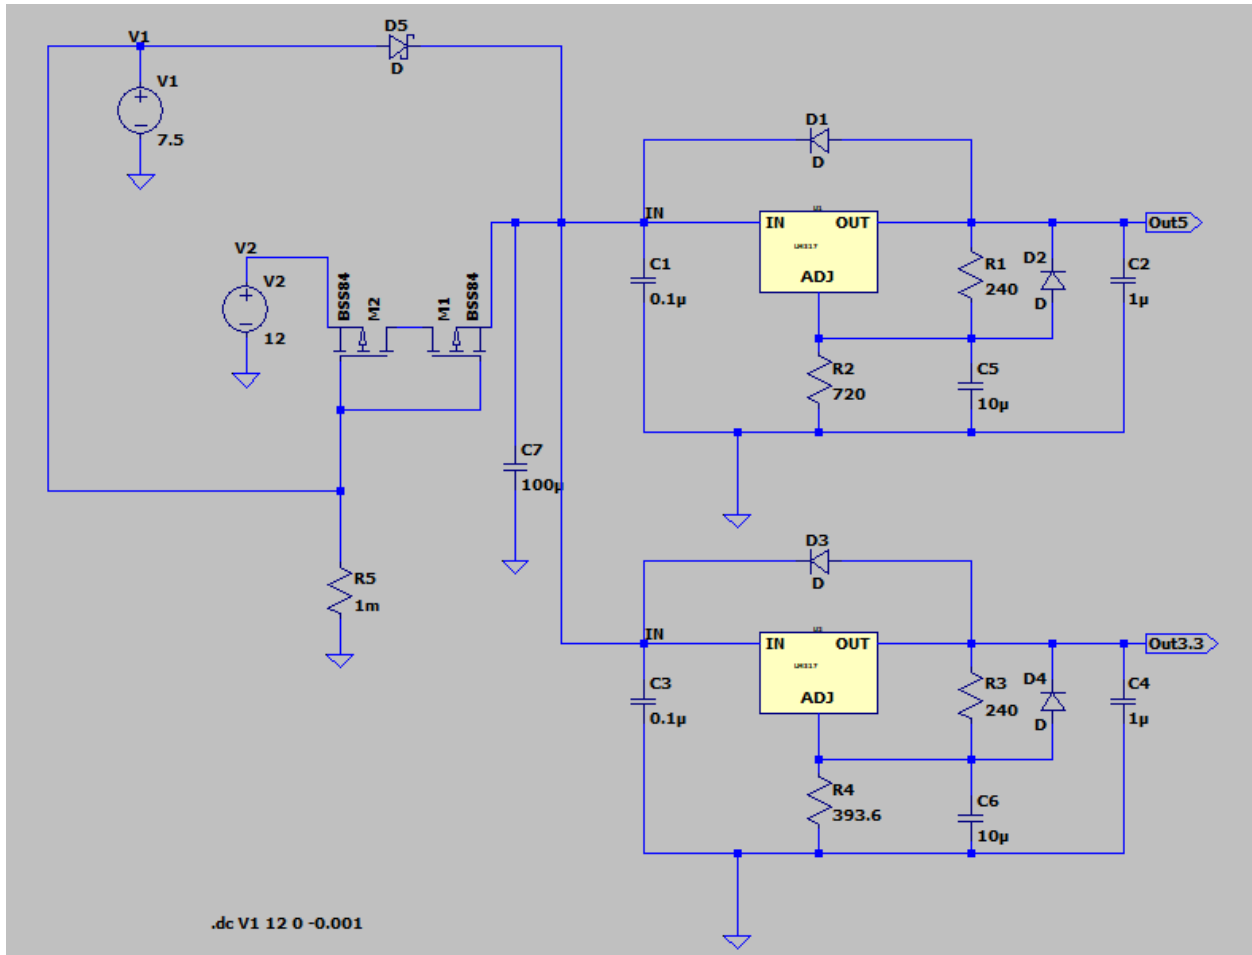 D5
V1
D
V1
7.5
D1
D
IN
U1
IN
OUT
LM317
ADJ
Out5
C1
0.1µ
R1
240
D2
D
C2
1µ
V2
V2
12
BSS84
M2
M1
BSS84
R2
720
C5
10µ
C7
100µ
D3
D
R5
1m
IN
IN
OUT
LM317
ADJ
Out3.3
C3
0.1µ
R3
240
D4
D
C4
1µ
R4
393.6
C6
10µ
.dc V1 12 0 -0.001